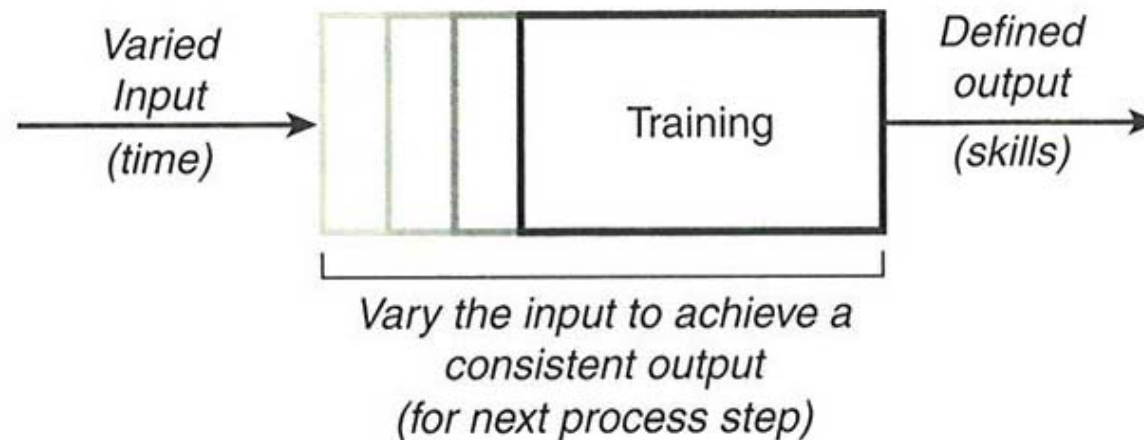 Varied
Input
(time)
Training
Defined
output
(skills)
Vary the input to achieve a
consistent output
(for next process step)